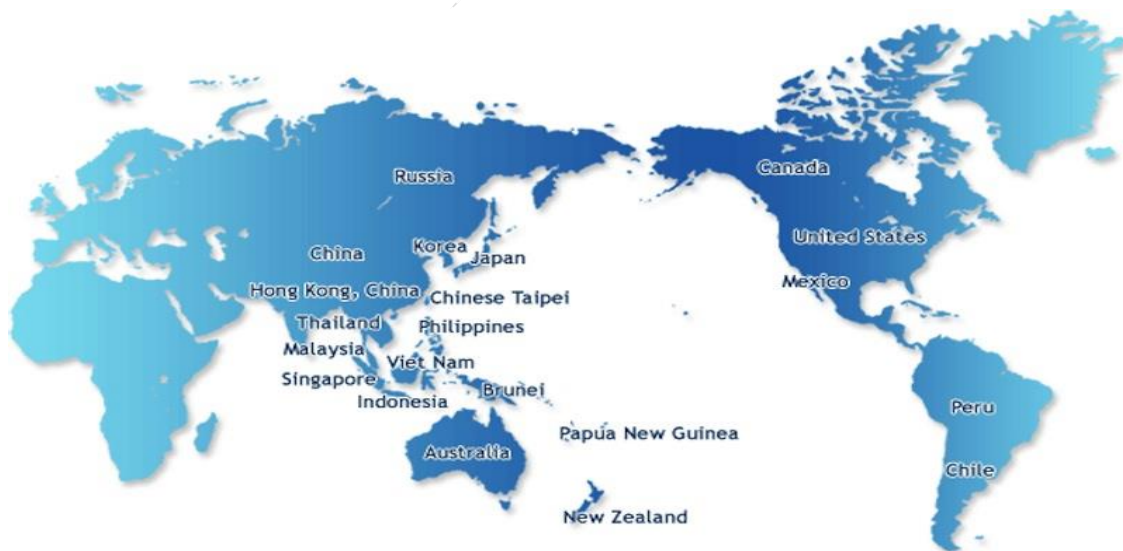 Russia
Canada
China
Korea
Japan
United States
Hong Kong, China
Mexico
Chinese Taipei
Thailand
Philippines
Malaysia
Viet Nam
Singapore
Brunei
Indonesia
Peru
Papua New Guinea
Australia
Chile
New Zealand